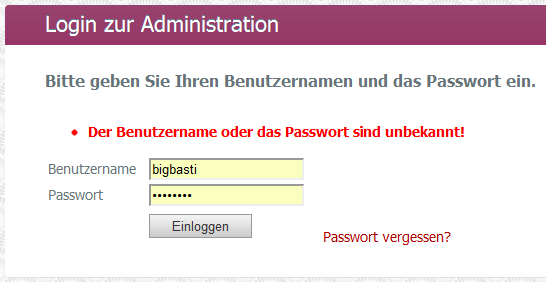 Login zur Administration
Bitte geben Sie Ihren Benutzernamen und das Passwort ein.
• Der Benutzername oder das Passwort sind unbekannt!
Benutzername bigbasti
Passwort ••••••••
Einloggen
Passwort vergessen?